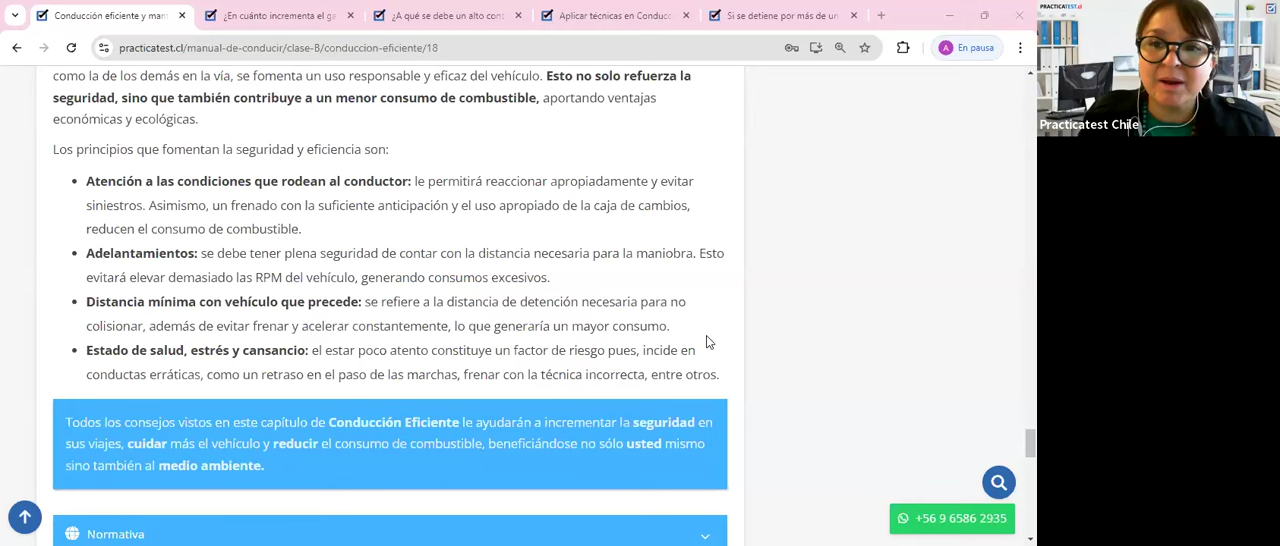 Conducción eficiente y man
¿En cuánto incrementa el ga
¿A qué se debe un alto cont
Aplicar técnicas en Conducc
Si se detiene por más de un
PRACTICATEST.cl
practicatest.cl/manual-de-conducir/clase-B/conduccion-eficiente/18
A
En pausa
Practicatest Chile
como la de los demás en la vía, se fomenta un uso responsable y eficaz del vehículo. Esto no solo refuerza la
seguridad, sino que también contribuye a un menor consumo de combustible, aportando ventajas
económicas y ecológicas.
Los principios que fomentan la seguridad y eficiencia son:
Atención a las condiciones que rodean al conductor: le permitirá reaccionar apropiadamente y evitar
siniestros. Asimismo, un frenado con la suficiente anticipación y el uso apropiado de la caja de cambios,
reducen el consumo de combustible.
Adelantamientos: se debe tener plena seguridad de contar con la distancia necesaria para la maniobra. Esto
evitará elevar demasiado las RPM del vehículo, generando consumos excesivos.
Distancia mínima con vehículo que precede: se refiere a la distancia de detención necesaria para no
colisionar, además de evitar frenar y acelerar constantemente, lo que generaría un mayor consumo.
Estado de salud, estrés y cansancio: el estar poco atento constituye un factor de riesgo pues, incide en
conductas erráticas, como un retraso en el paso de las marchas, frenar con la técnica incorrecta, entre otros.
Todos los consejos vistos en este capítulo de Conducción Eficiente le ayudarán a incrementar la seguridad en
sus viajes, cuidar más el vehículo y reducir el consumo de combustible, beneficiándose no sólo usted mismo
sino también al medio ambiente.
+56 9 6586 2935
Normativa